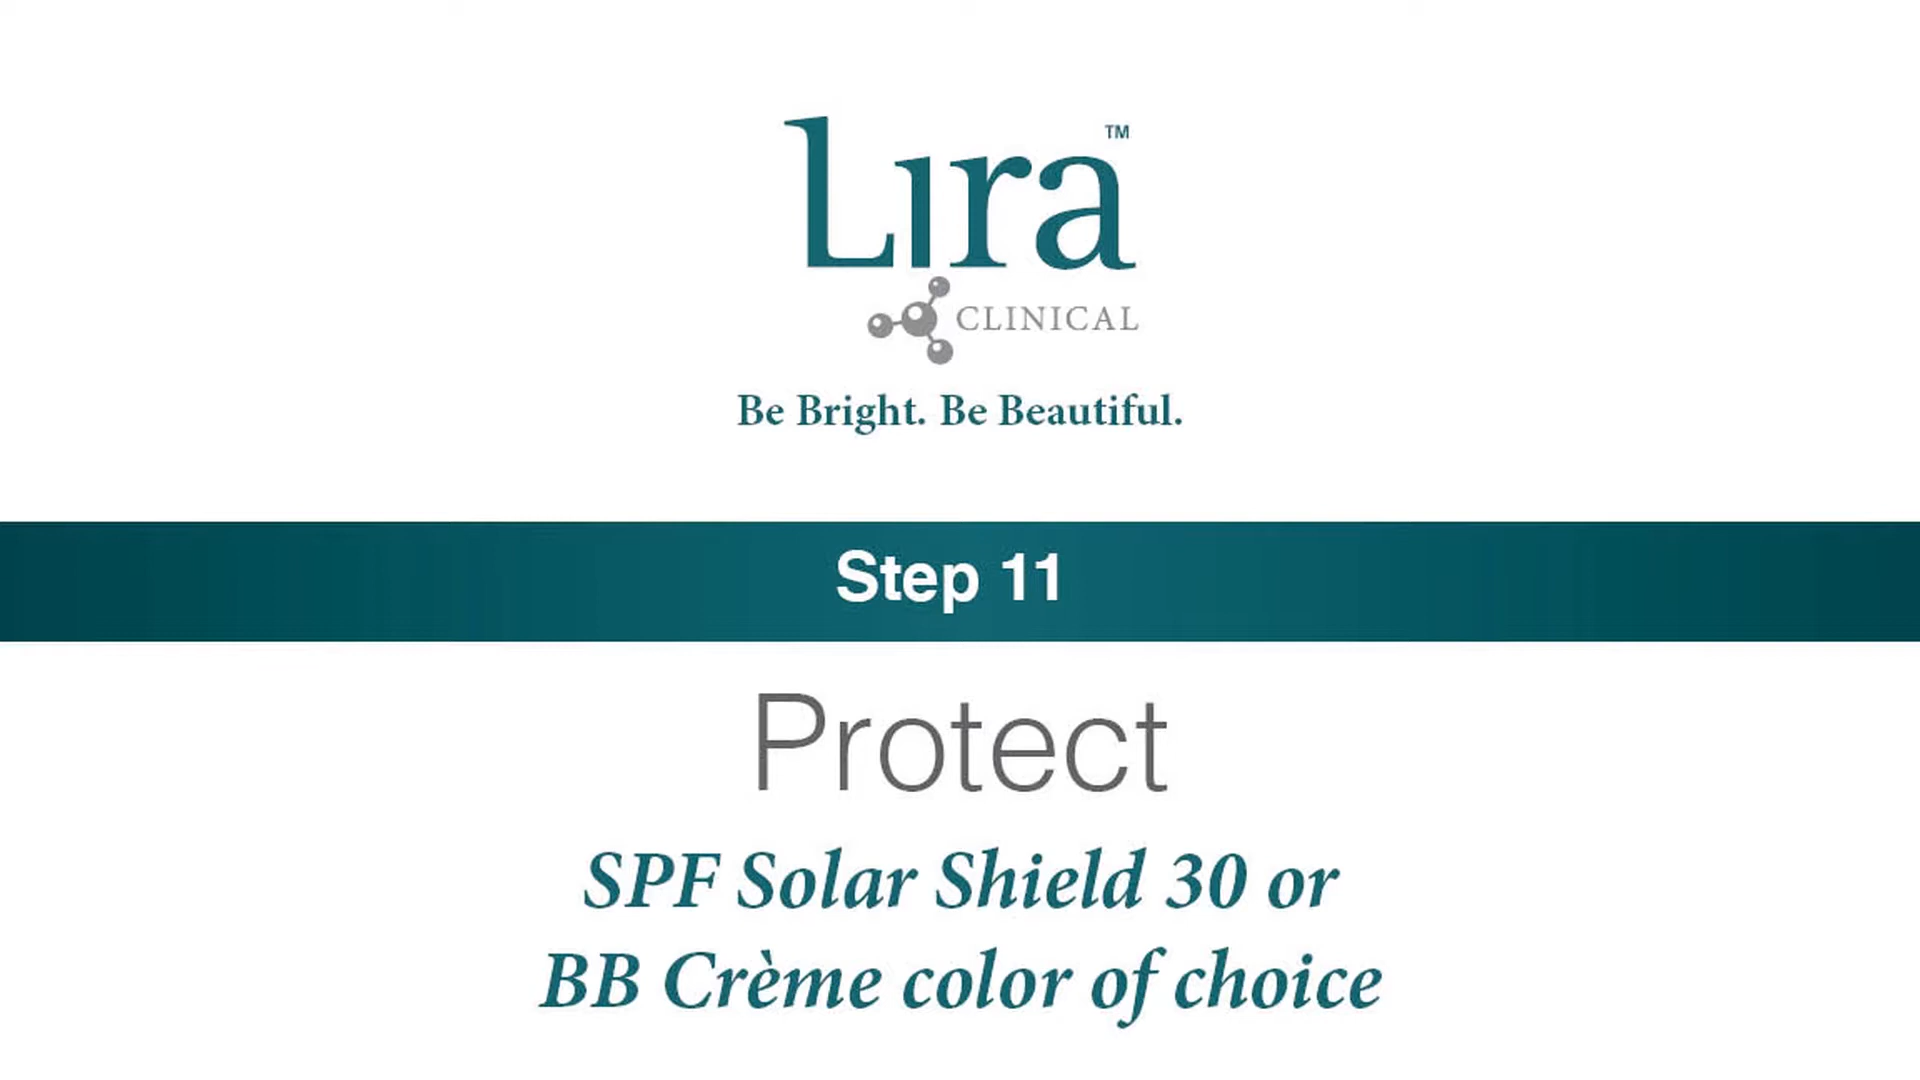 Lira™
CLINICAL
Be Bright. Be Beautiful.
Step 11
Protect
SPF Solar Shield 30 or
BB Crème color of choice